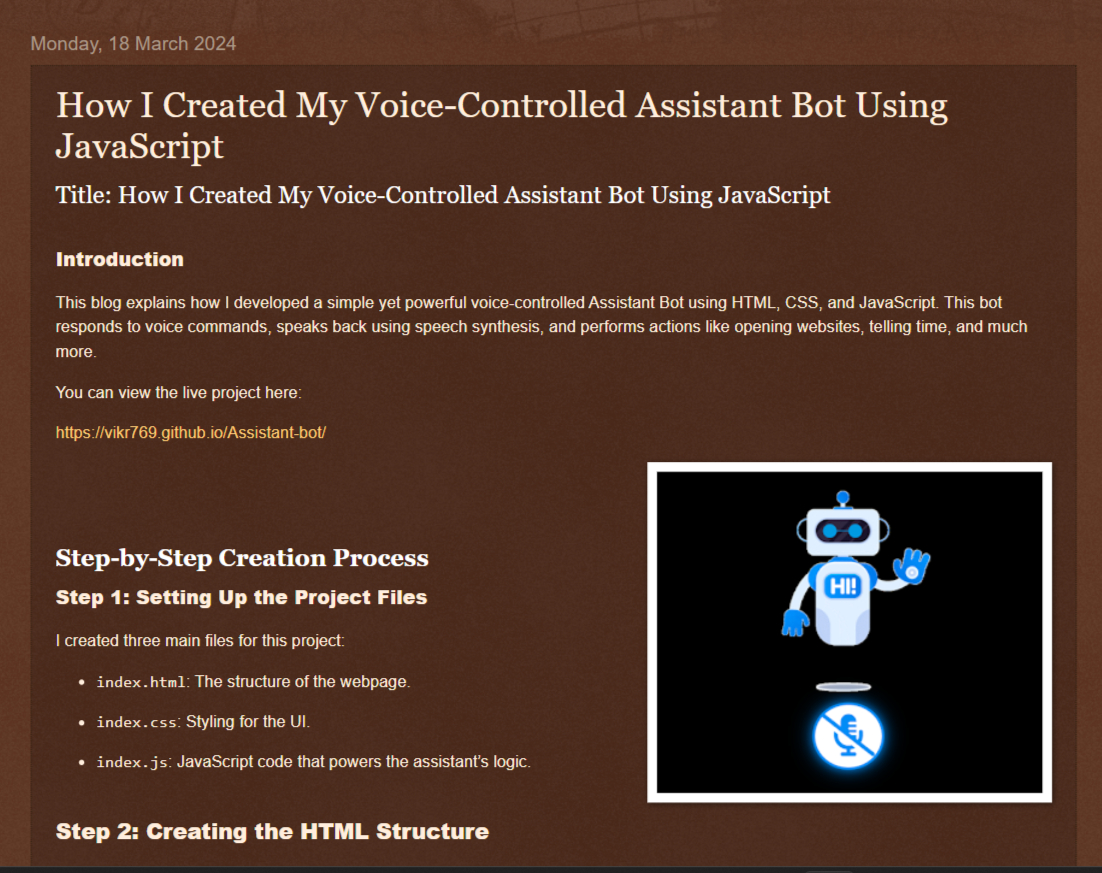 Monday, 18 March 2024
How I Created My Voice-Controlled Assistant Bot Using
JavaScript
Title: How I Created My Voice-Controlled Assistant Bot Using JavaScript
Introduction
This blog explains how I developed a simple yet powerful voice-controlled Assistant Bot using HTML, CSS, and JavaScript. This bot
responds to voice commands, speaks back using speech synthesis, and performs actions like opening websites, telling time, and much
more.
You can view the live project here:
https://vikr769.github.io/Assistant-bot/
HI!
Step-by-Step Creation Process
Step 1: Setting Up the Project Files
I created three main files for this project:
• index.html: The structure of the webpage.
• index.css: Styling for the UI.
• index.js: JavaScript code that powers the assistant’s logic.
Step 2: Creating the HTML Structure